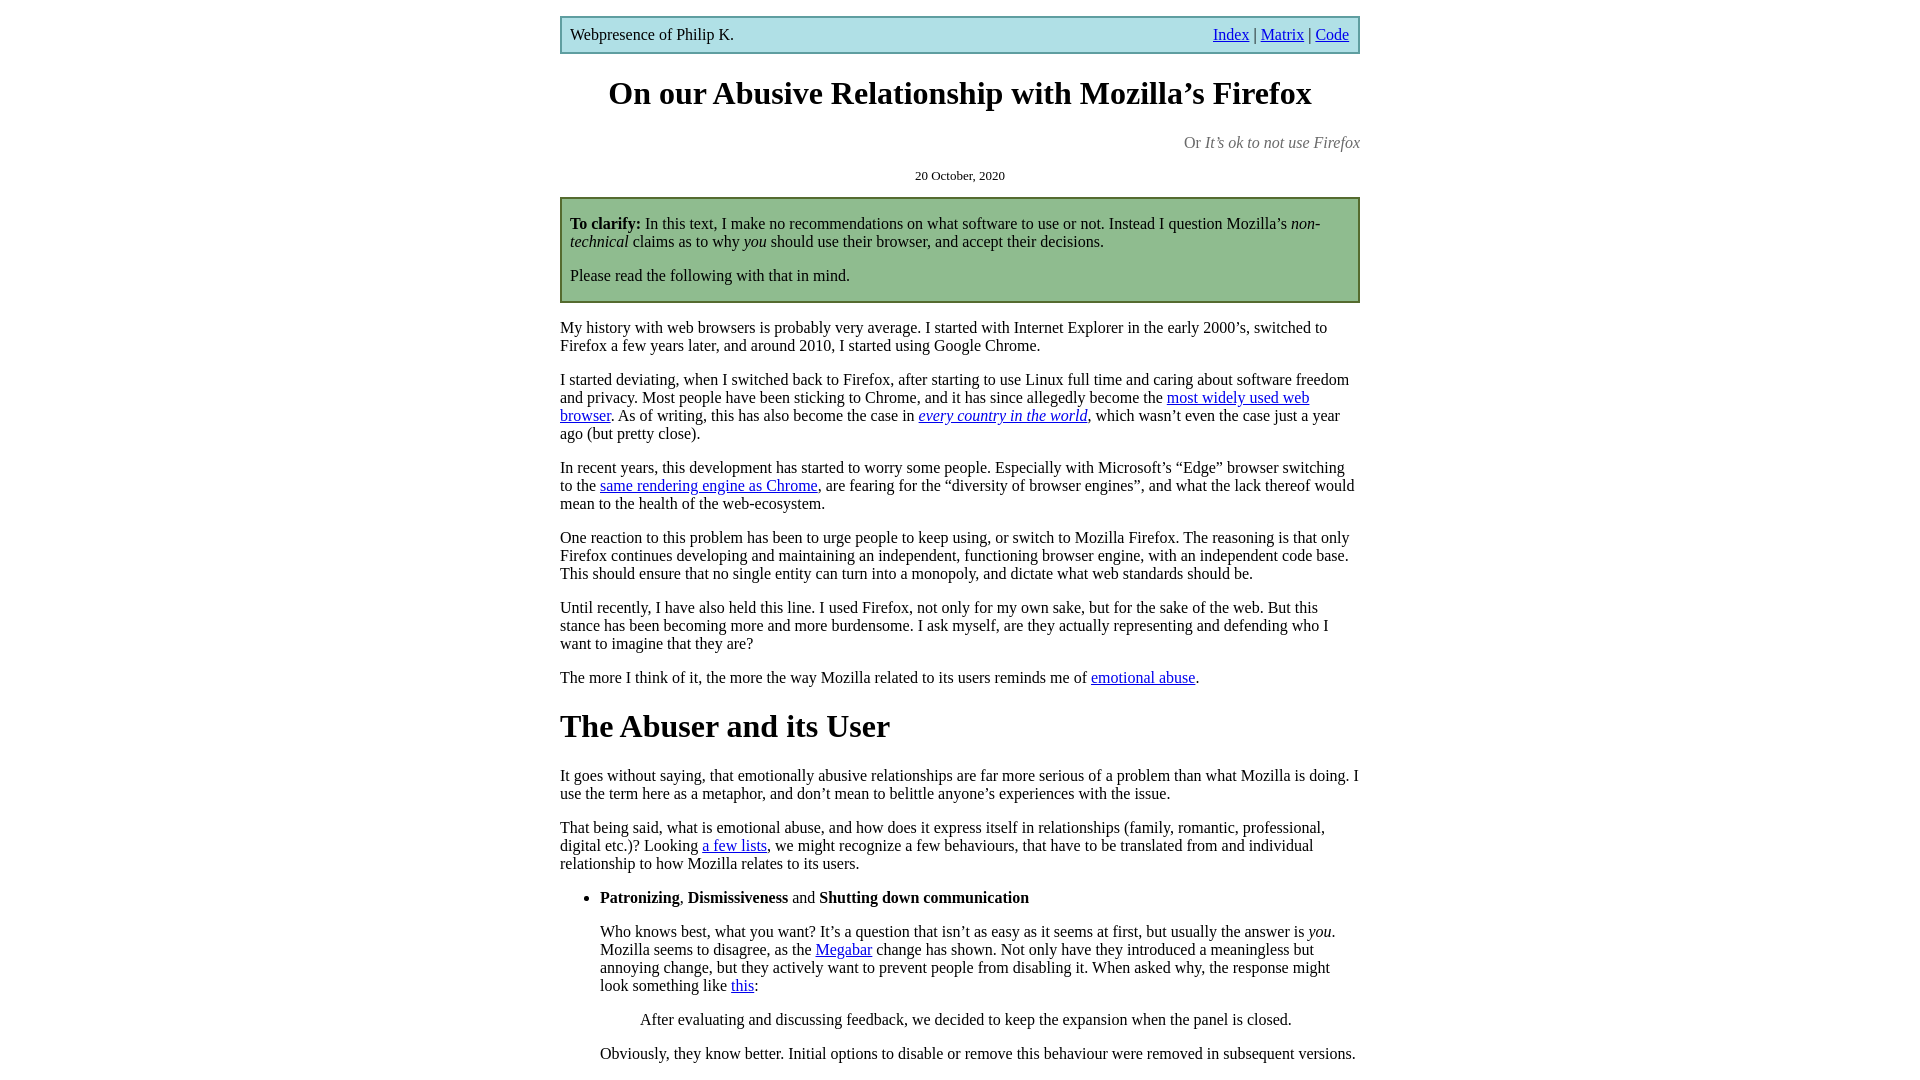 Webpresence of Philip K.
Index | Matrix | Code
On our Abusive Relationship with Mozilla’s Firefox
Or It’s ok to not use Firefox
20 October, 2020
To clarify: In this text, I make no recommendations on what software to use or not. Instead I question Mozilla’s non-
technical claims as to why you should use their browser, and accept their decisions.
Please read the following with that in mind.
My history with web browsers is probably very average. I started with Internet Explorer in the early 2000’s, switched to
Firefox a few years later, and around 2010, I started using Google Chrome.
I started deviating, when I switched back to Firefox, after starting to use Linux full time and caring about software freedom
and privacy. Most people have been sticking to Chrome, and it has since allegedly become the most widely used web
browser. As of writing, this has also become the case in every country in the world, which wasn’t even the case just a year
ago (but pretty close).
In recent years, this development has started to worry some people. Especially with Microsoft’s “Edge” browser switching
to the same rendering engine as Chrome, are fearing for the “diversity of browser engines”, and what the lack thereof would
mean to the health of the web-ecosystem.
One reaction to this problem has been to urge people to keep using, or switch to Mozilla Firefox. The reasoning is that only
Firefox continues developing and maintaining an independent, functioning browser engine, with an independent code base.
This should ensure that no single entity can turn into a monopoly, and dictate what web standards should be.
Until recently, I have also held this line. I used Firefox, not only for my own sake, but for the sake of the web. But this
stance has been becoming more and more burdensome. I ask myself, are they actually representing and defending who I
want to imagine that they are?
The more I think of it, the more the way Mozilla related to its users reminds me of emotional abuse.
The Abuser and its User
It goes without saying, that emotionally abusive relationships are far more serious of a problem than what Mozilla is doing. I
use the term here as a metaphor, and don’t mean to belittle anyone’s experiences with the issue.
That being said, what is emotional abuse, and how does it express itself in relationships (family, romantic, professional,
digital etc.)? Looking a few lists, we might recognize a few behaviours, that have to be translated from and individual
relationship to how Mozilla relates to its users.
• Patronizing, Dismissiveness and Shutting down communication
Who knows best, what you want? It’s a question that isn’t as easy as it seems at first, but usually the answer is you.
Mozilla seems to disagree, as the Megabar change has shown. Not only have they introduced a meaningless but
annoying change, but they actively want to prevent people from disabling it. When asked why, the response might
look something like this:
After evaluating and discussing feedback, we decided to keep the expansion when the panel is closed.
Obviously, they know better. Initial options to disable or remove this behaviour were removed in subsequent versions.